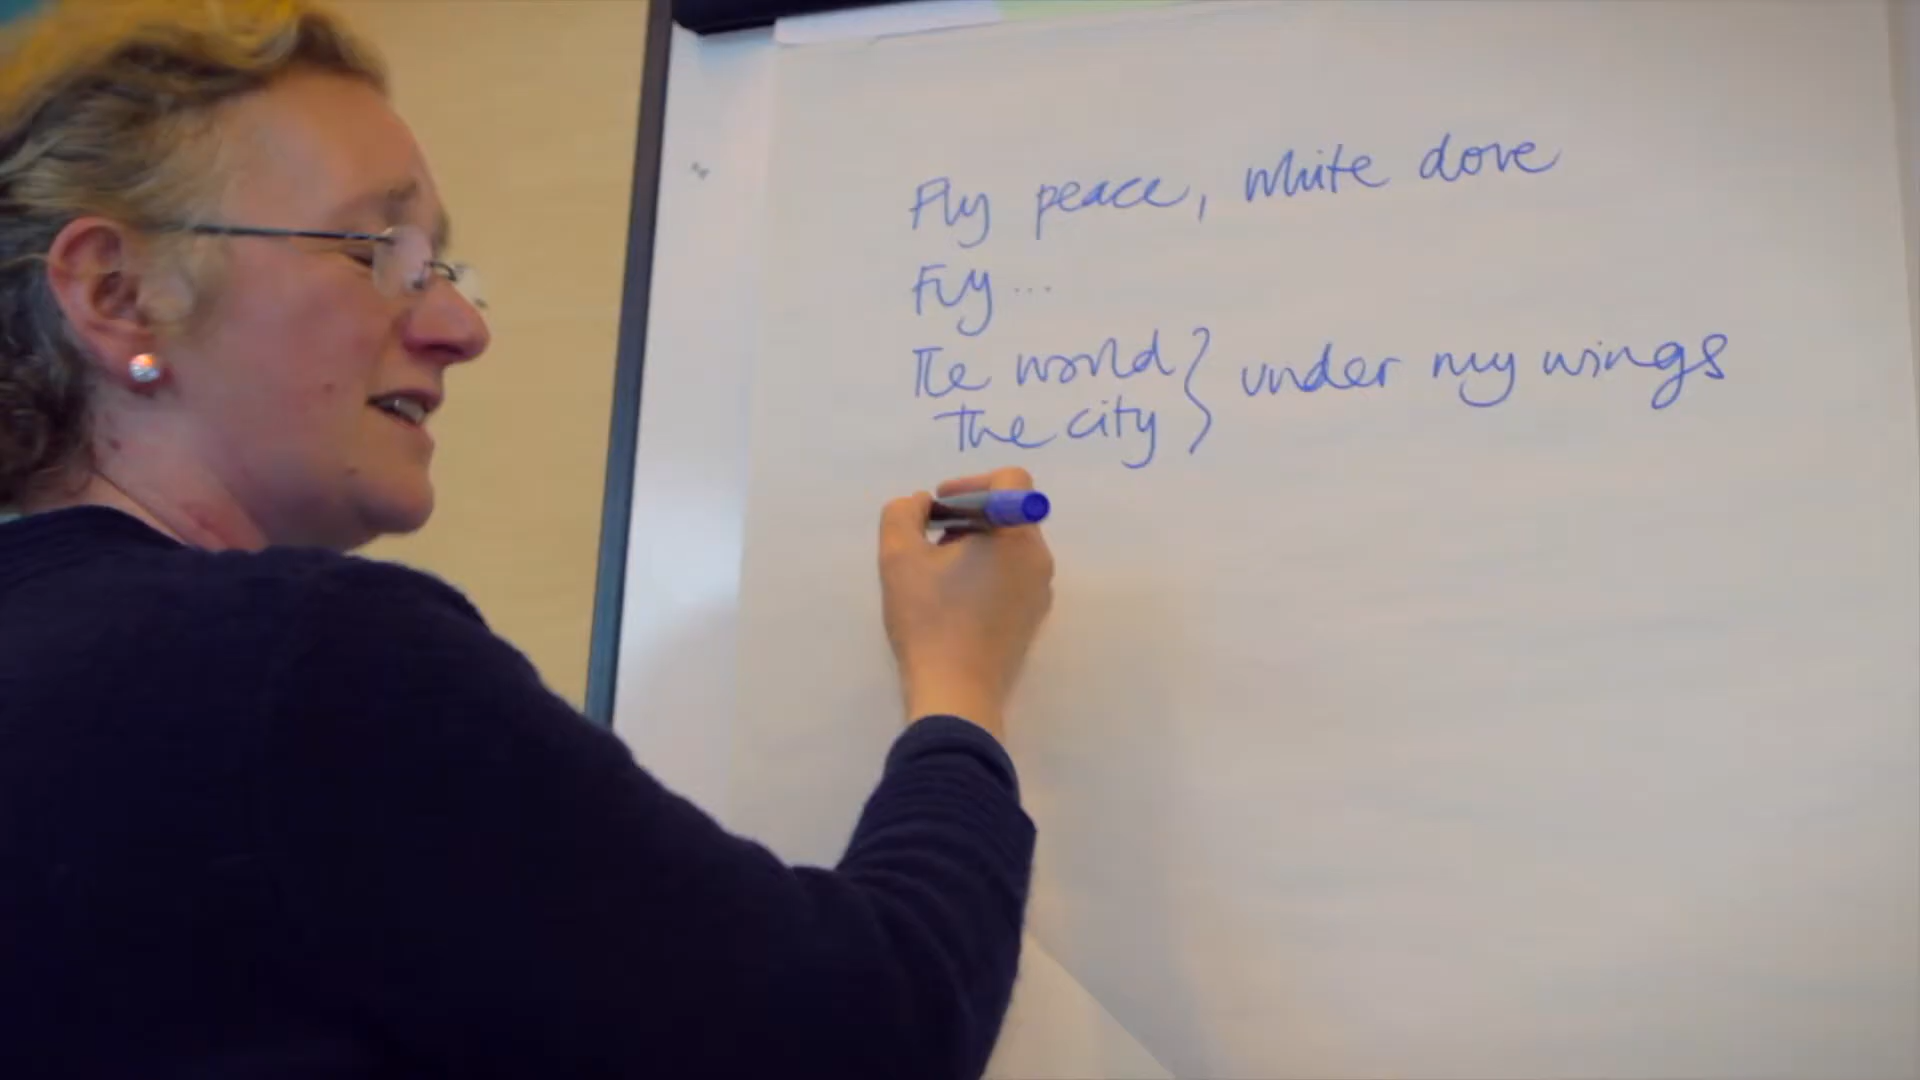 Fly peace, white dove
Fly...
The world } under my wings
The city